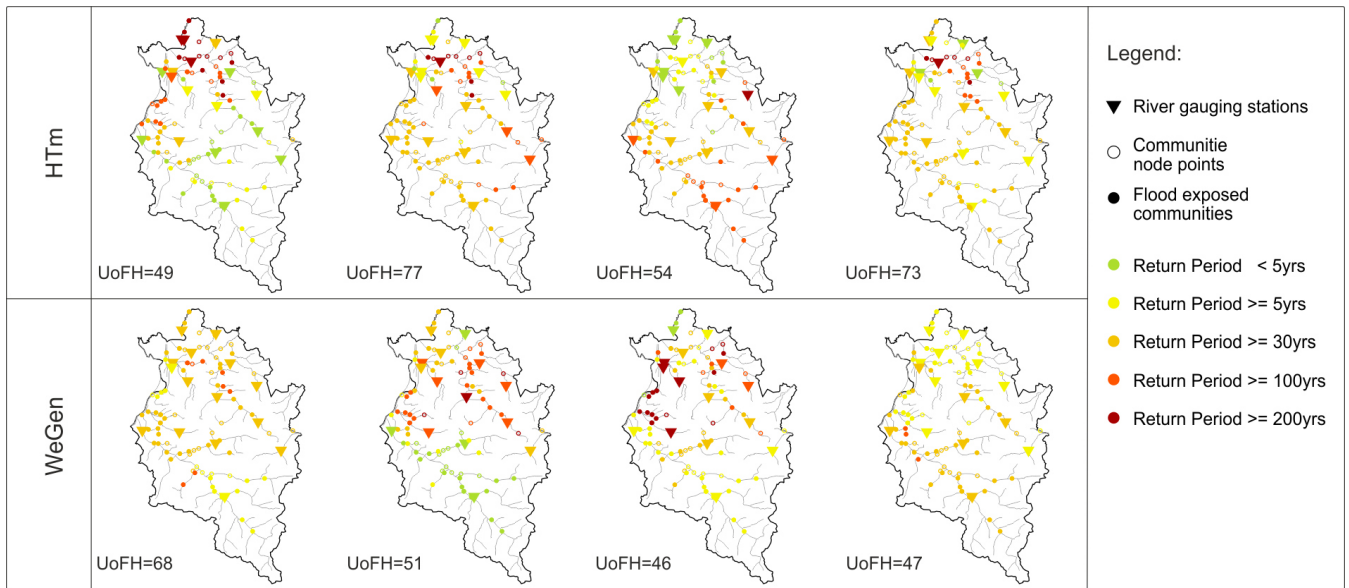 HTm
UoFH=49
UoFH=77
UoFH=54
UoFH=73
WeGen
UoFH=68
UoFH=51
UoFH=46
UoFH=47
Legend:
River gauging stations
Communitie
node points
Flood exposed
communities
Return Period < 5yrs
Return Period >= 5yrs
Return Period >= 30yrs
Return Period >= 100yrs
Return Period >= 200yrs